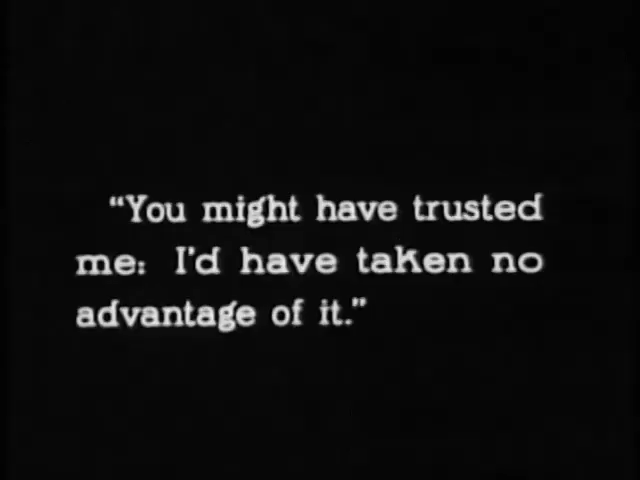 “You might have trusted
me: I'd have taken no
advantage of it.”